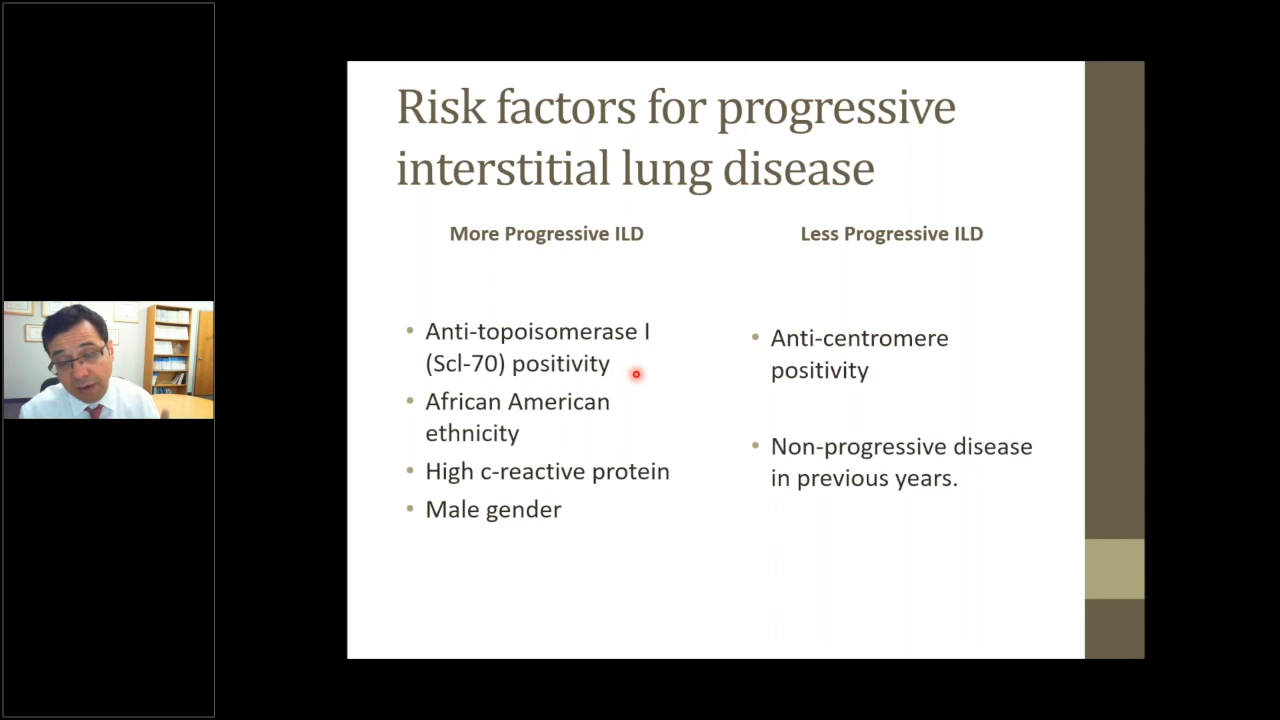 Risk factors for progressive
interstitial lung disease
More Progressive ILD
• Anti-topoisomerase I
(Scl-70) positivity
• African American
ethnicity
• High c-reactive protein
• Male gender
Less Progressive ILD
• Anti-centromere
positivity
• Non-progressive disease
in previous years.